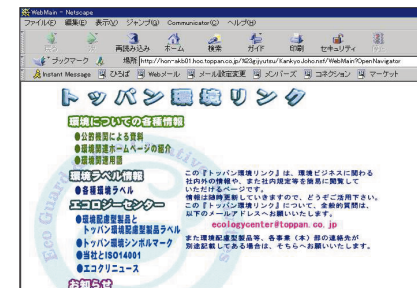 WebMain - Netscape
ファイル(F) 編集(E) 表示(V) ジャンプ(G) Communicator(C) ヘルプ(H)
再読み込み ホーム 検索 ガイド 印刷 セキュリティ
ブックマーク 場所 http://hon-akb01.hoc.toppan.co.jp/%23gijyutsu/KankyoJoho.nsf/WebMain?OpenNavigator
Instant Message ひろば Webメール メール設定変更 メンバーズ コネクション マーケット
トッパン環境リンク
環境についての各種情報
●公的機関による資料
●環境関連ホームページの紹介
●環境関連用語
環境ラベル情報
●各種環境ラベル
エコロジーセンター
●環境配慮型製品と
トッパン環境配慮型製品ラベル
●トッパン環境シンボルマーク
●当社とISO14001
●エコクリニュース
お知らせ
この『トッパン環境リンク』は、環境ビジネスに関わる
社内外の情報や、また社内規定等を簡易に閲覧して
いただけるページです。
情報は随時更新していきますので、どうぞご活用下さい。
この『トッパン環境リンク』について、全般的質問は、
以下のメールアドレスへお願いいたします。
ecologycenter@toppan.co.jp
また環境配慮型製品等、各事業（本）部の連絡先が
別途記載してある場合は、そちらへお願いいたします。